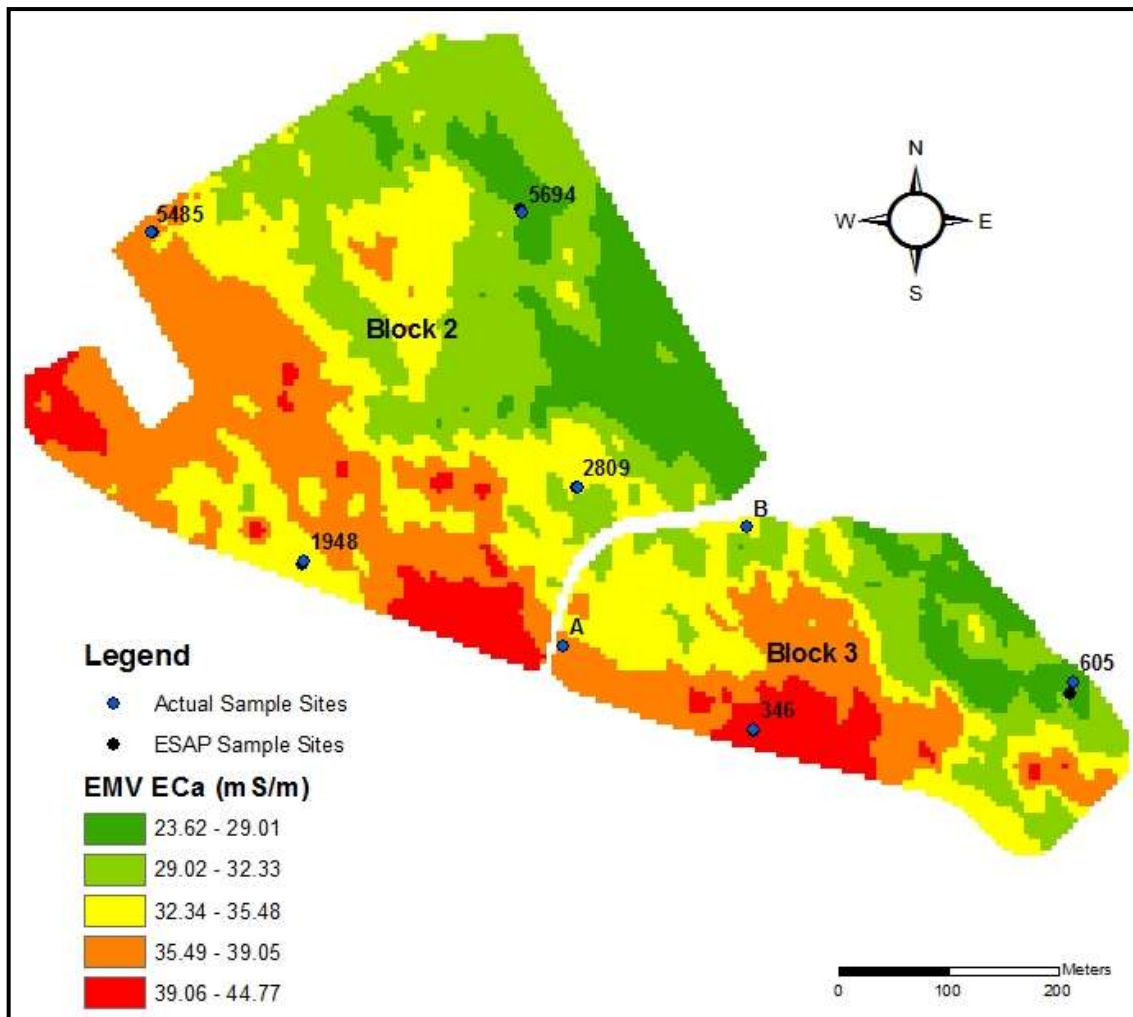 N
W E
S
5694
5485
Block 2
2809
B
1948
A
Block 3
605
346
Legend
Actual Sample Sites
ESAP Sample Sites
EMV ECa (mS/m)
23.62 - 29.01
29.02 - 32.33
32.34 - 35.48
35.49 - 39.05
39.06 - 44.77
Meters
0 100 200